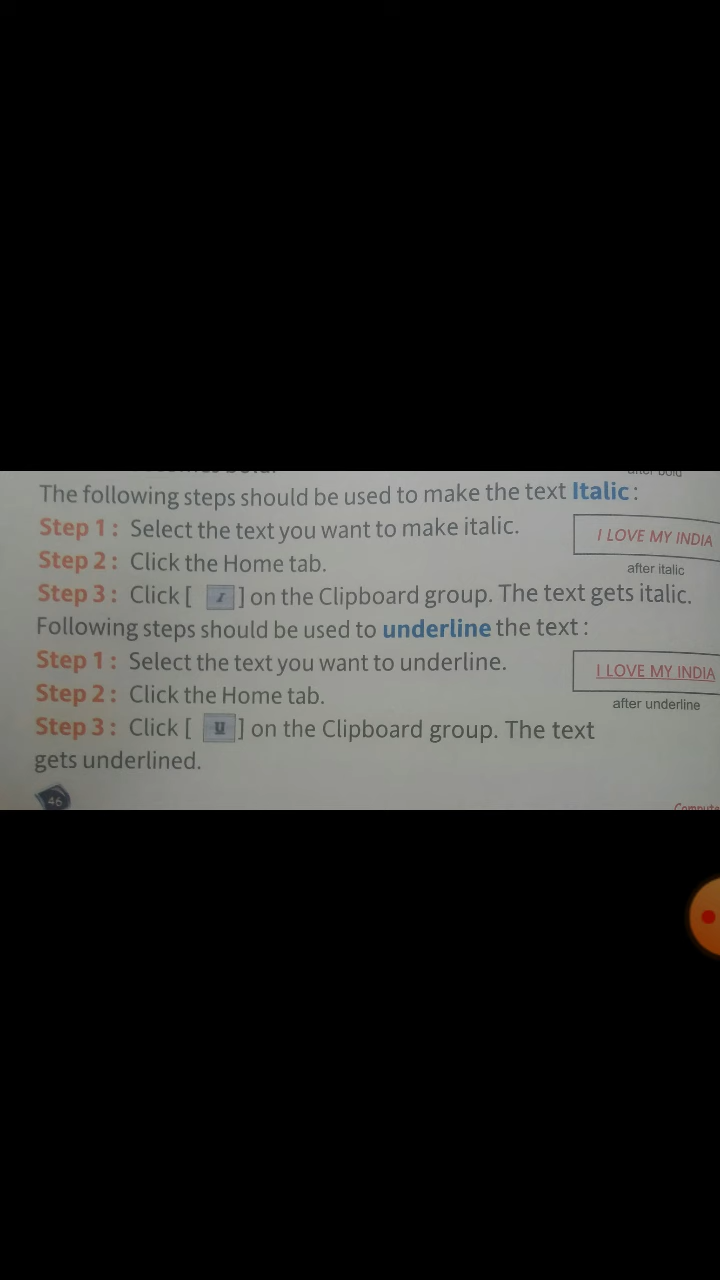 The following steps should be used to make the text Italic :
Step 1 : Select the text you want to make italic.
I LOVE MY INDIA
Step 2 : Click the Home tab.
after italic
Step 3 : Click [ I ] on the Clipboard group. The text gets italic.
Following steps should be used to underline the text :
Step 1 : Select the text you want to underline.
I LOVE MY INDIA
Step 2 : Click the Home tab.
after underline
Step 3 : Click [ U ] on the Clipboard group. The text
gets underlined.
46